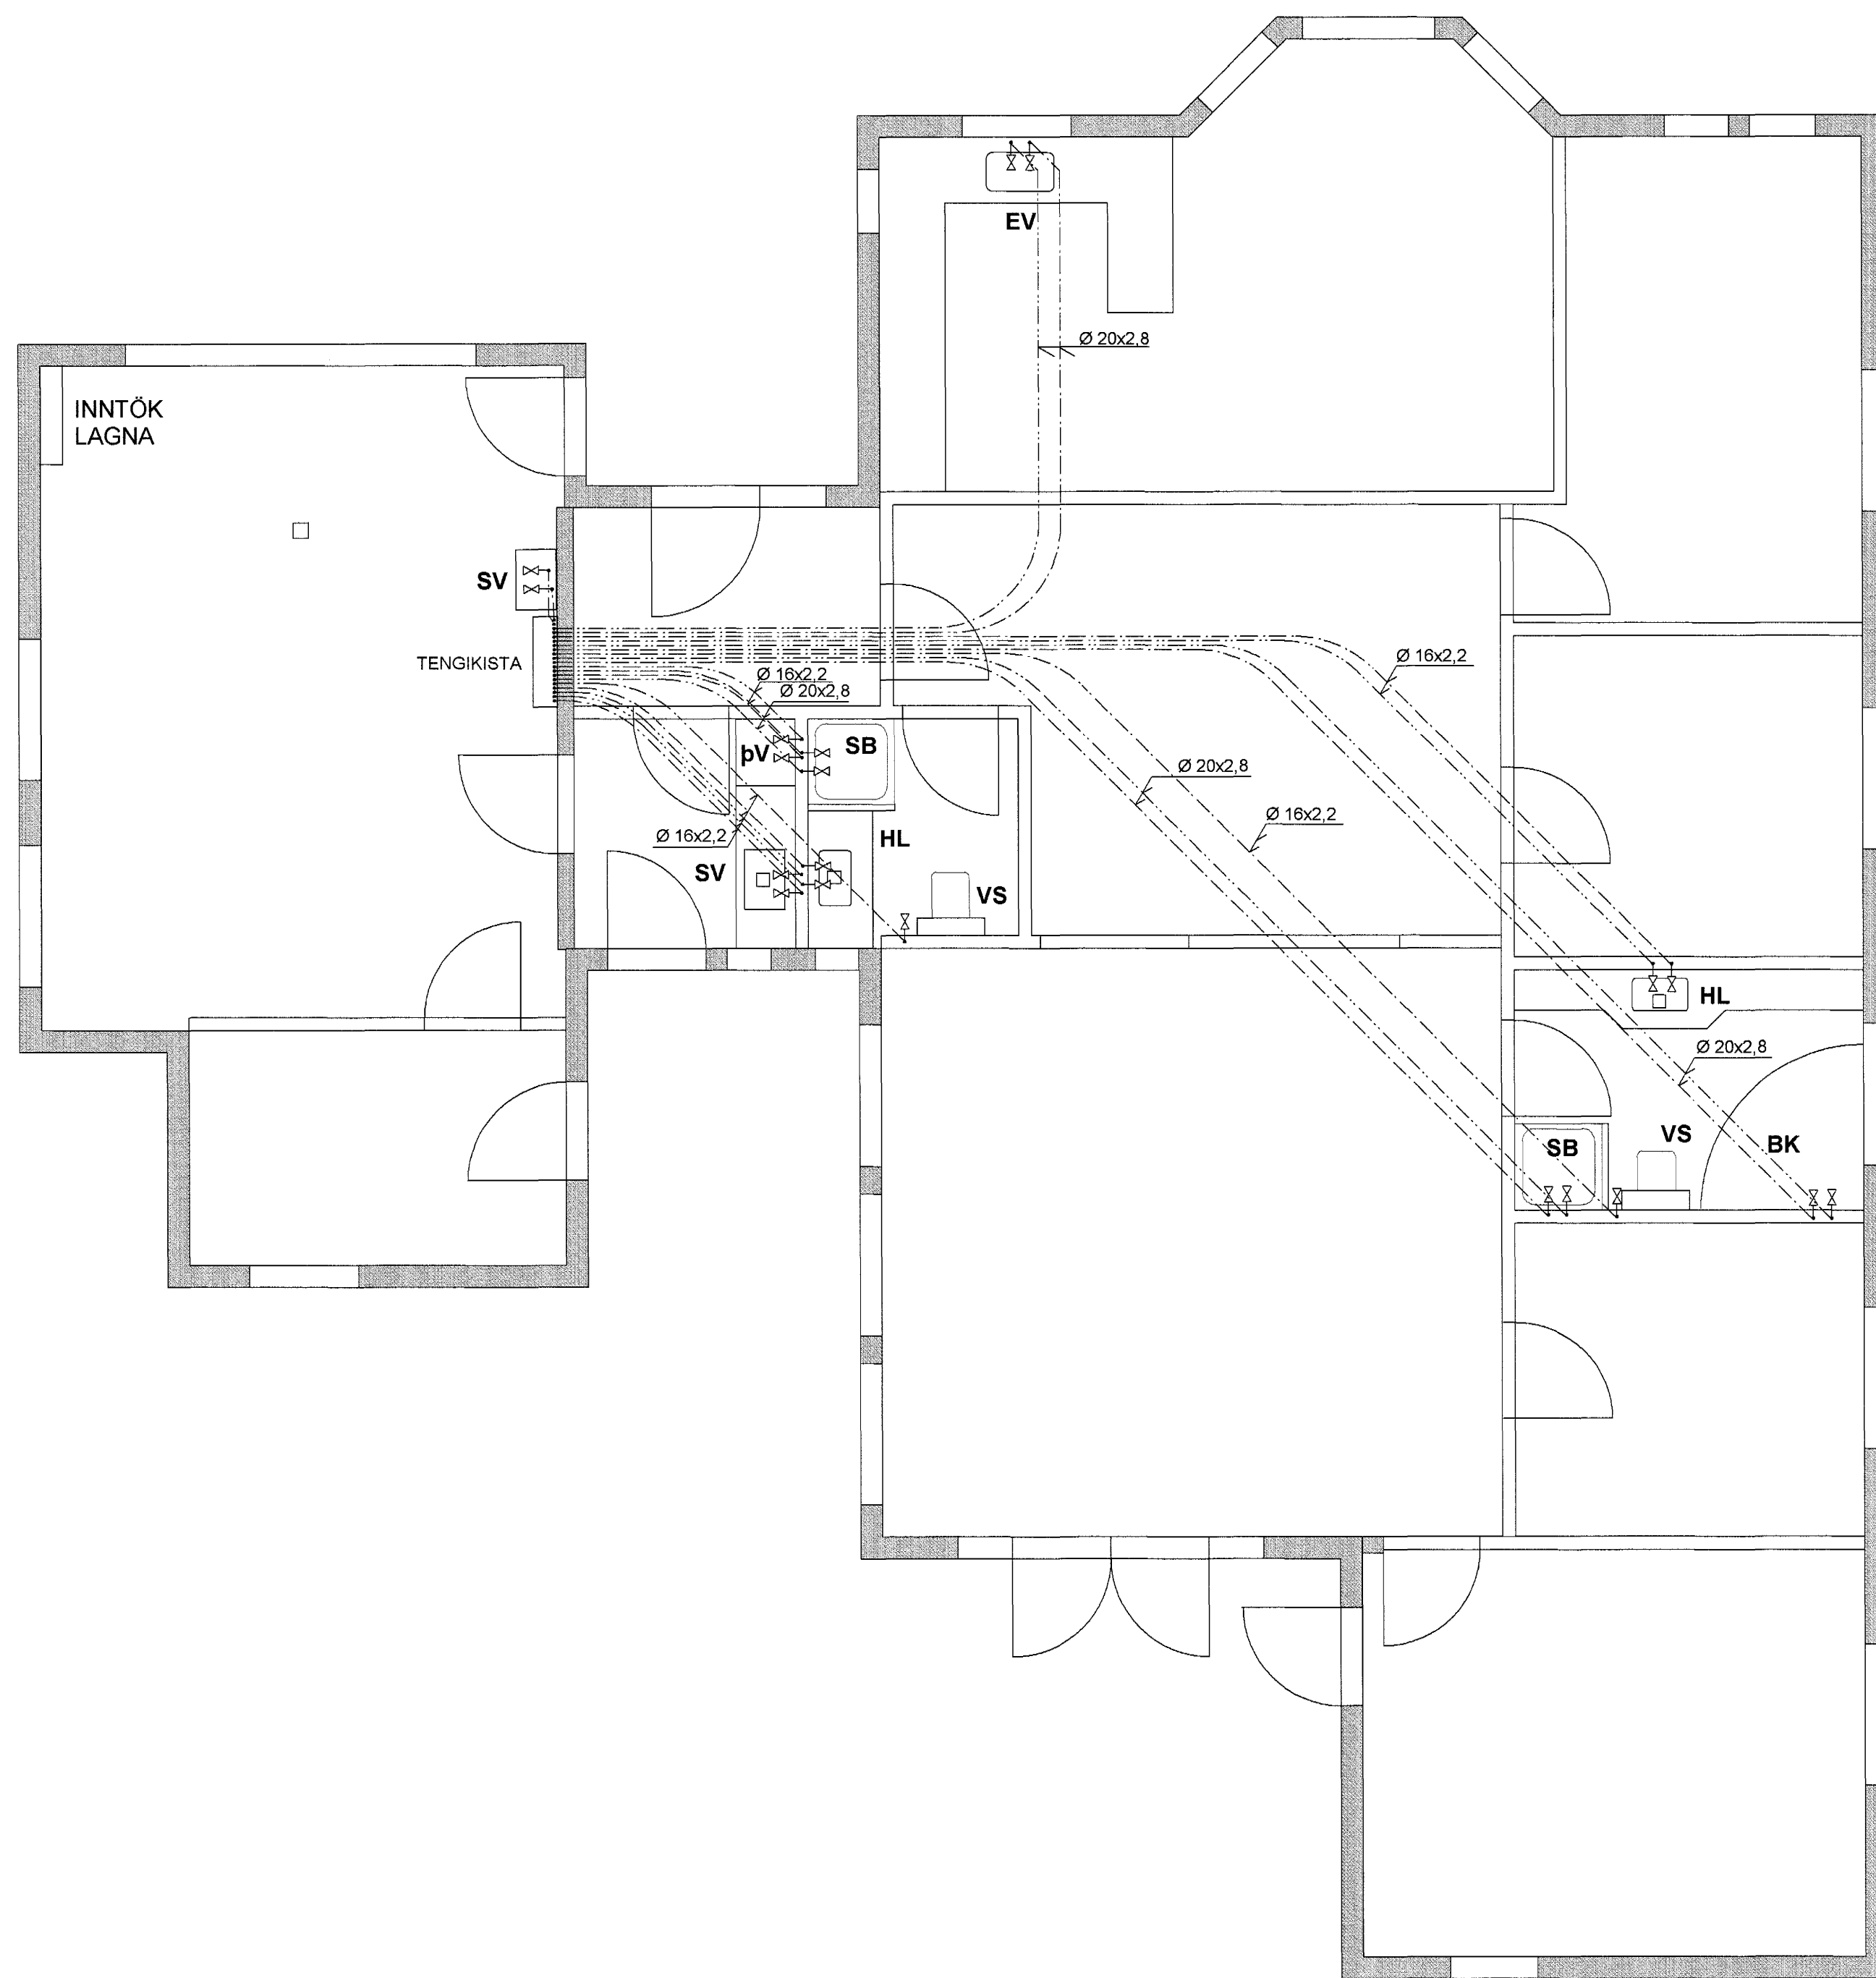 EV
Ø 20x2,8
INNTÖK
LAGNA
SV
TENGIKISTA
Ø 16x2,2
Ø 16x2,2
Ø 20x2,8
þV
SB
Ø 20x2,8
Ø 16x2,2
Ø 16x2,2
HL
SV
VS
HL
Ø 20x2,8
SB
VS
BK